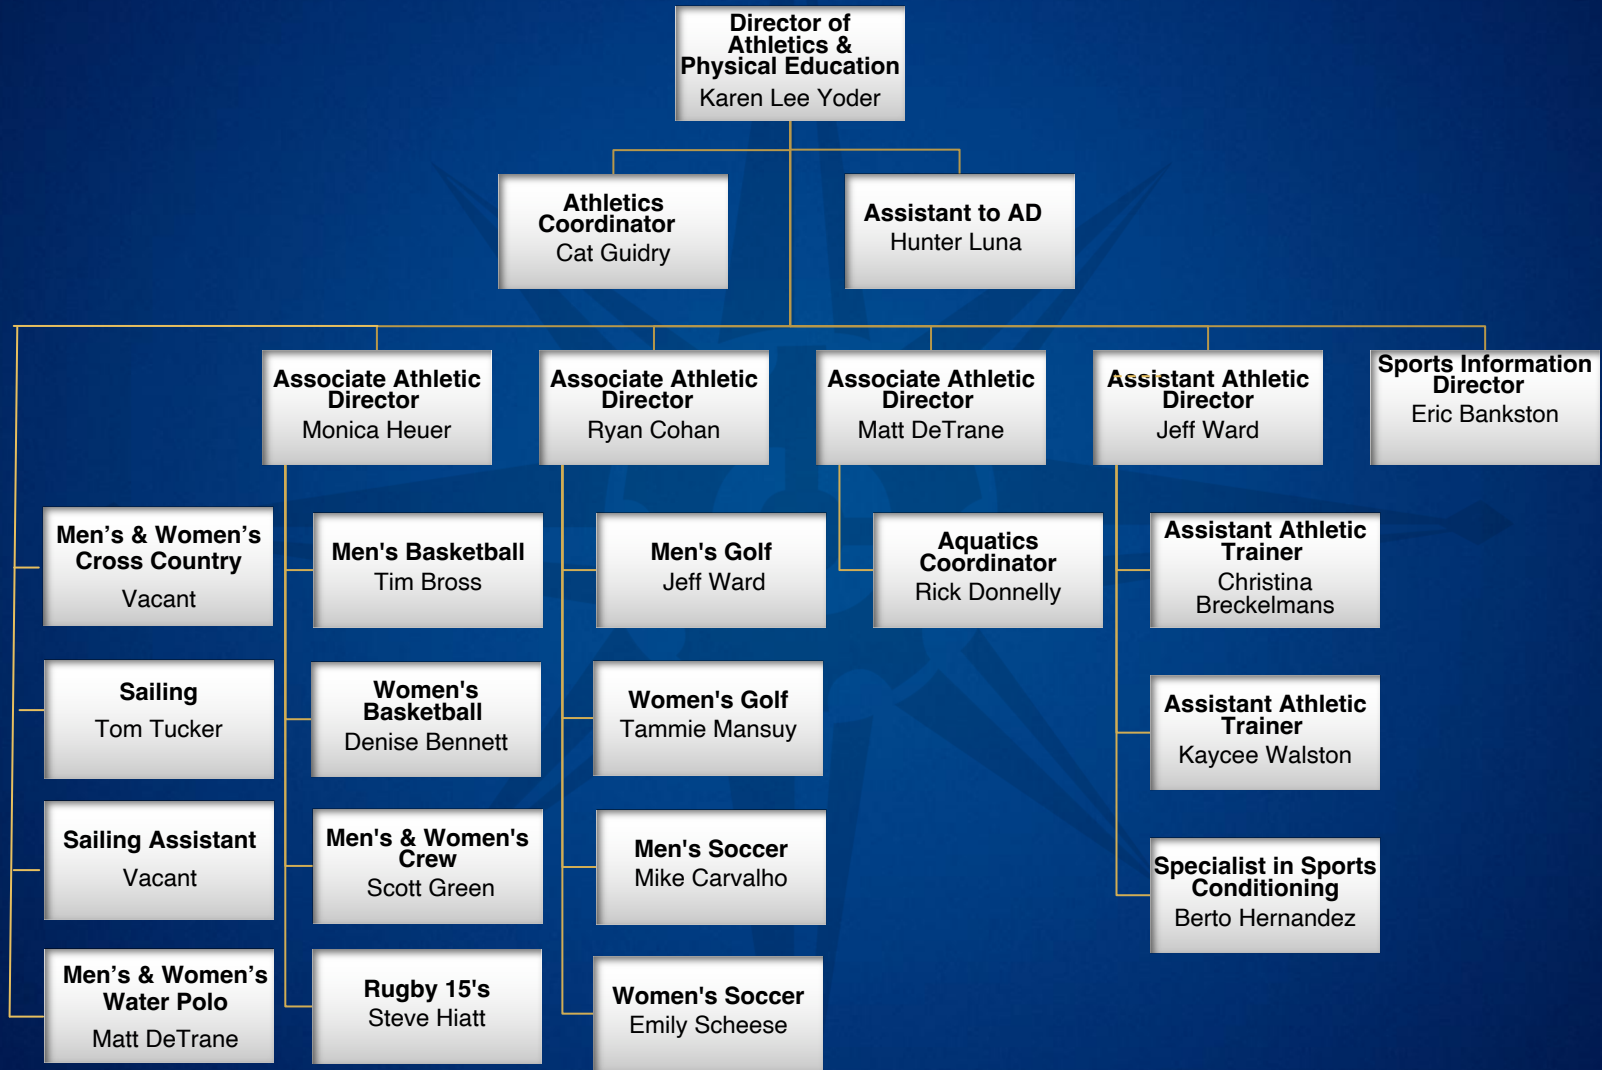 Director of
Athletics &
Physical Education
Karen Lee Yoder
Athletics
Coordinator
Cat Guidry
Assistant to AD
Hunter Luna
Associate Athletic
Director
Monica Heuer
Associate Athletic
Director
Ryan Cohan
Associate Athletic
Director
Matt DeTrane
Assistant Athletic
Director
Jeff Ward
Sports Information
Director
Eric Bankston
Men’s & Women’s
Cross Country
Vacant
Sailing
Tom Tucker
Sailing Assistant
Vacant
Men’s & Women’s
Water Polo
Matt DeTrane
Men's Basketball
Tim Bross
Women's
Basketball
Denise Bennett
Men's & Women's
Crew
Scott Green
Rugby 15's
Steve Hiatt
Men's Golf
Jeff Ward
Women's Golf
Tammie Mansuy
Men's Soccer
Mike Carvalho
Women's Soccer
Emily Scheese
Aquatics
Coordinator
Rick Donnelly
Assistant Athletic
Trainer
Christina
Breckelmans
Assistant Athletic
Trainer
Kaycee Walston
Specialist in Sports
Conditioning
Berto Hernandez